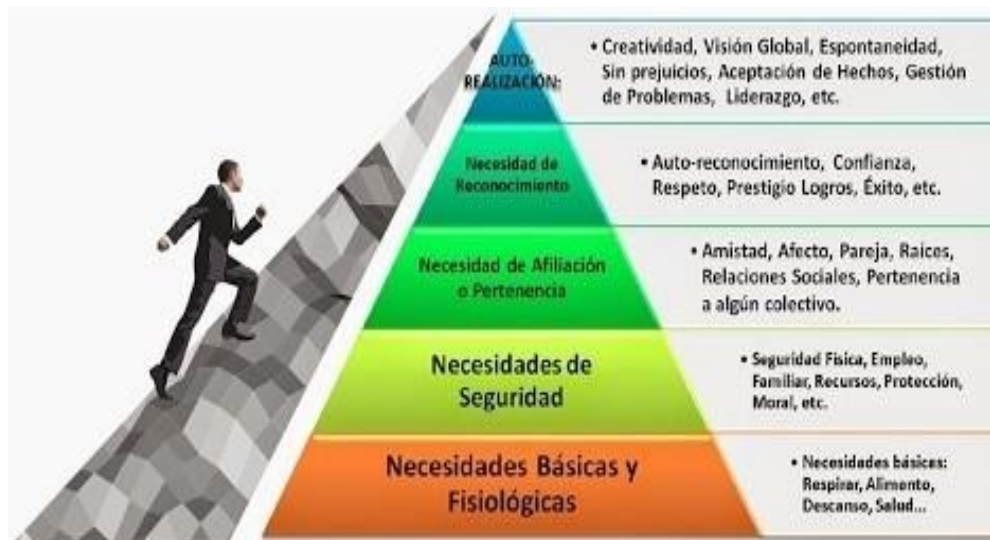 AUTO-
REALIZACIÓN:
• Creatividad, Visión Global, Espontaneidad,
Sin prejuicios, Aceptación de Hechos, Gestión
de Problemas, Liderazgo, etc.
Necesidad de
Reconocimiento
• Auto-reconocimiento, Confianza,
Respeto, Prestigio Logros, Éxito, etc.
Necesidad de Afiliación
o Pertenencia
• Amistad, Afecto, Pareja, Raices,
Relaciones Sociales, Pertenencia
a algún colectivo.
Necesidades de
Seguridad
• Seguridad Física, Empleo,
Familiar, Recursos, Protección,
Moral, etc.
Necesidades Básicas y
Fisiológicas
• Necesidades básicas:
Respirar, Alimento,
Descanso, Salud...